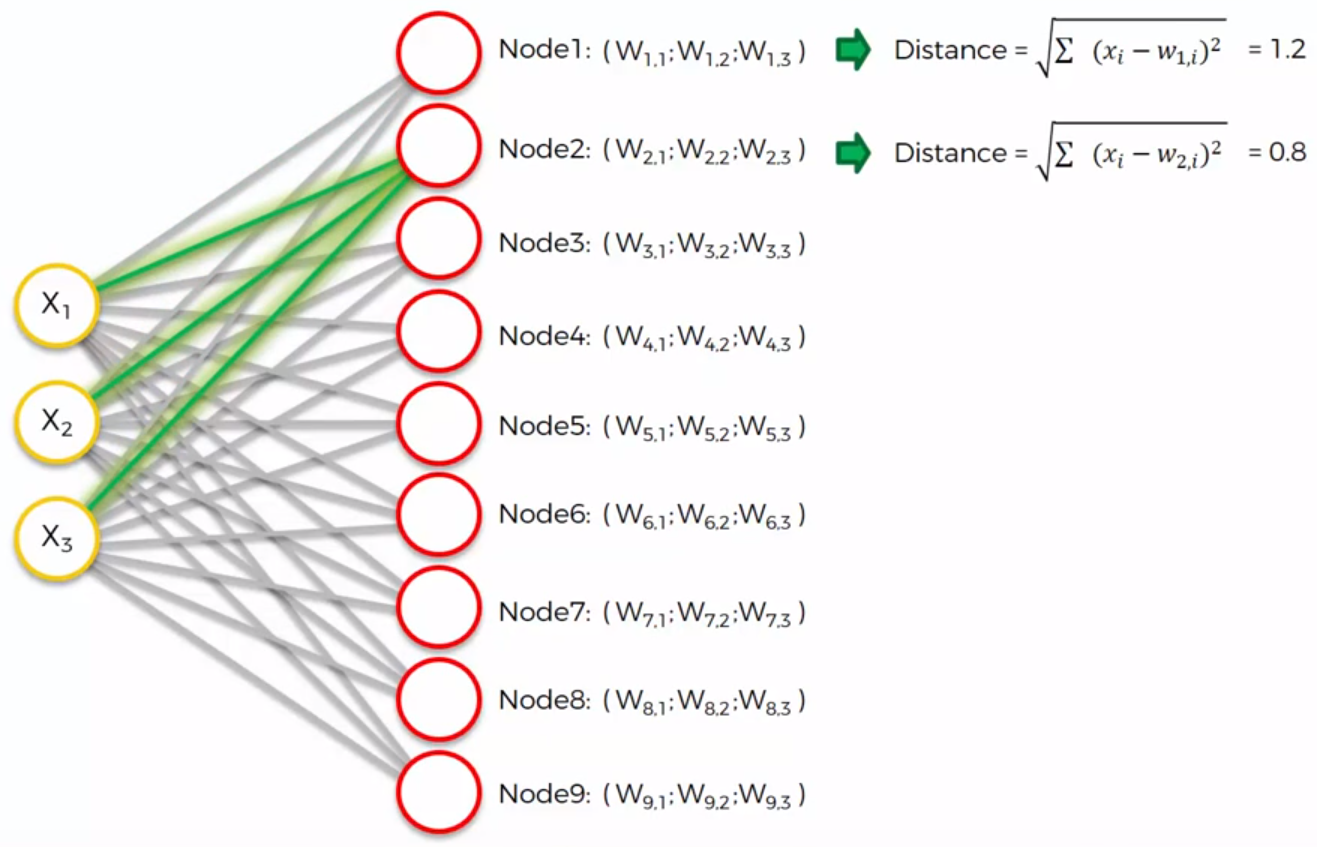 Node1: (W1,1;W1,2;W1,3) Distance = √Σ (xi − w1,i)² = 1.2
Node2: (W2,1;W2,2;W2,3) Distance = √Σ (xi − w2,i)² = 0.8
Node3: (W3,1;W3,2;W3,3)
X1
Node4: (W4,1;W4,2;W4,3)
X2
Node5: (W5,1;W5,2;W5,3)
Node6: (W6,1;W6,2;W6,3)
X3
Node7: (W7,1;W7,2;W7,3)
Node8: (W8,1;W8,2;W8,3)
Node9: (W9,1;W9,2;W9,3)